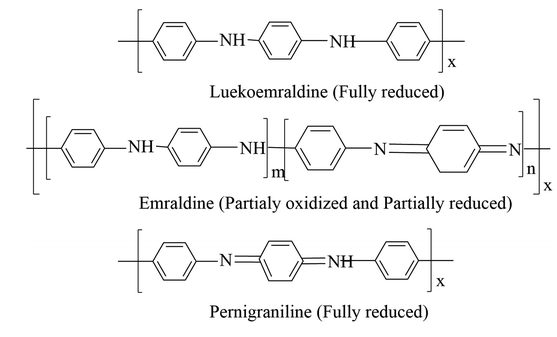 NH NH x
Luekoemraldine (Fully reduced)
NH NH m N N n x
Emraldine (Partialy oxidized and Partially reduced)
N NH x
Pernigraniline (Fully reduced)